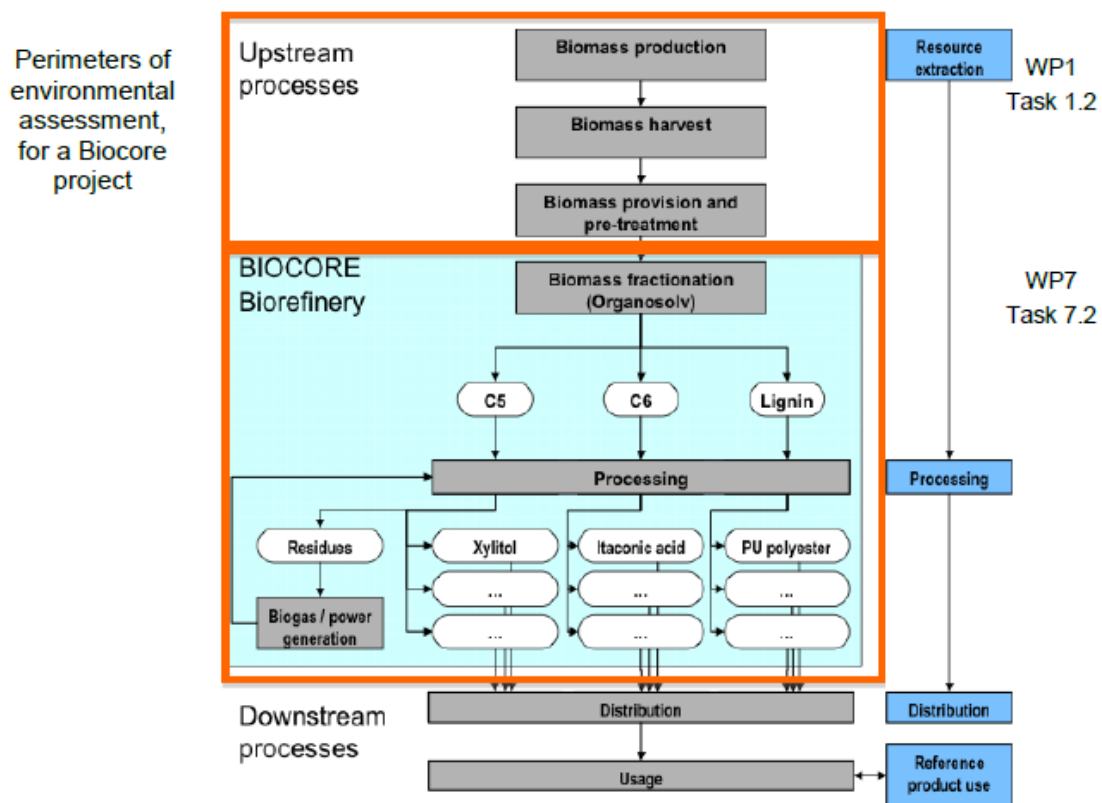 Perimeters of
environmental
assessment,
for a Biocore
project
Upstream
processes
Biomass production
Biomass harvest
Biomass provision and
pre-treatment
Resource
extraction
WP1
Task 1.2
BIOCORE
Biorefinery
Biomass fractionation
(Organosolv)
WP7
Task 7.2
C5
C6
Lignin
Processing
Processing
Residues
Xylitol
Itaconic acid
PU polyester
...
...
...
Biogas / power
generation
...
...
...
Downstream
processes
Distribution
Distribution
Usage
Reference
product use